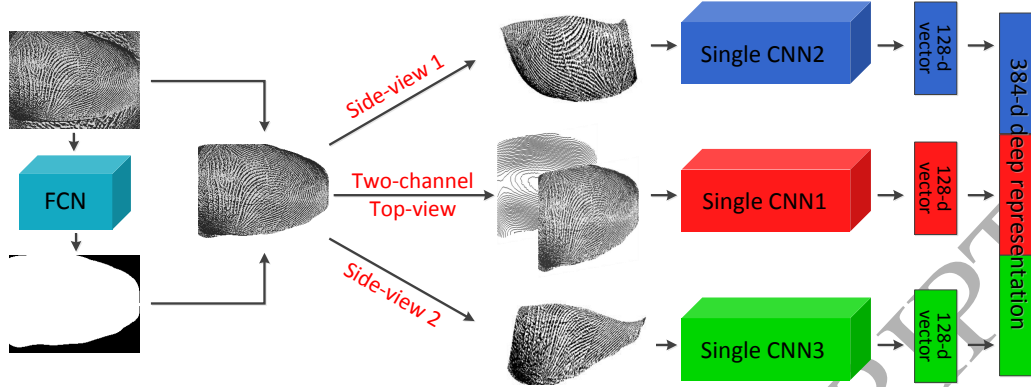 Side-view 1
Single CNN2
128-d
vector
384-d deep representation
FCN
Two-channel
Top-view
Single CNN1
128-d
vector
Side-view 2
Single CNN3
128-d
vector